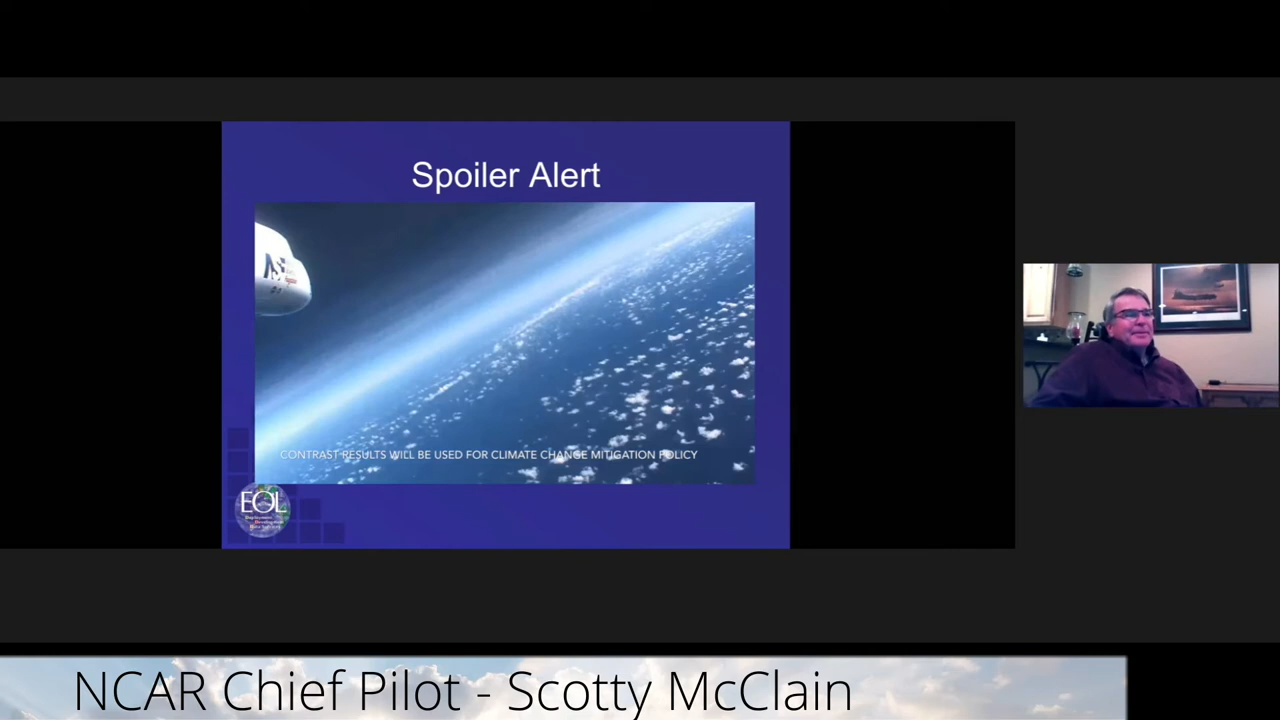 Spoiler Alert
CONTRAST RESULTS WILL BE USED FOR CLIMATE CHANGE MITIGATION POLICY
EOL
NCAR Chief Pilot - Scotty McClain